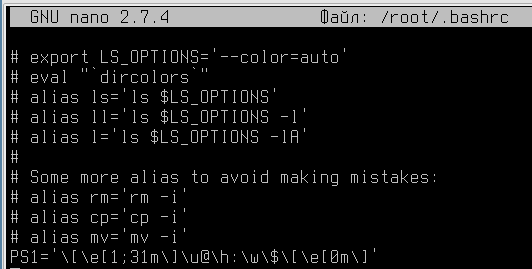 GNU nano 2.7.4 Файл: /root/.bashrc
# export LS_OPTIONS='--color=auto'
# eval "`dircolors`"
# alias ls='ls $LS_OPTIONS'
# alias ll='ls $LS_OPTIONS -l'
# alias l='ls $LS_OPTIONS -lA'
#
# Some more alias to avoid making mistakes:
# alias rm='rm -i'
# alias cp='cp -i'
# alias mv='mv -i'
PS1='\[\e[1;31m\]\u@\h:\w\$\[\e[0m\]'